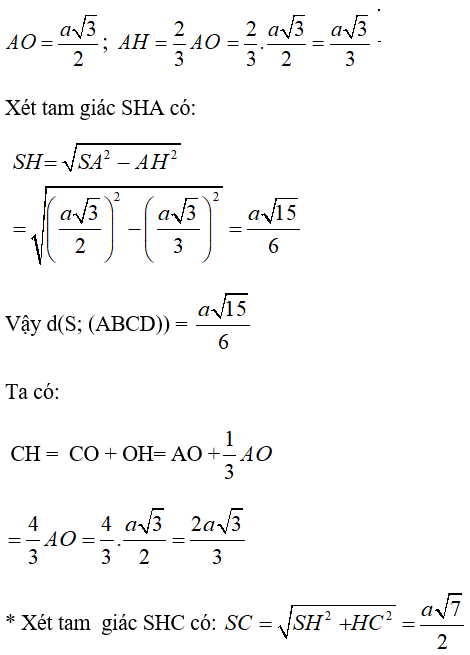 AO = \frac{a\sqrt{3}}{2}; AH = \frac{2}{3}AO = \frac{2}{3}.\frac{a\sqrt{3}}{2} = \frac{a\sqrt{3}}{3}
Xét tam giác SHA có:
SH = \sqrt{SA^2 - AH^2}
= \sqrt{\left(\frac{a\sqrt{3}}{2}\right)^2 - \left(\frac{a\sqrt{3}}{3}\right)^2} = \frac{a\sqrt{15}}{6}
Vậy d(S; (ABCD)) = \frac{a\sqrt{15}}{6}
Ta có:
CH = CO + OH= AO + \frac{1}{3}AO
= \frac{4}{3}AO = \frac{4}{3}.\frac{a\sqrt{3}}{2} = \frac{2a\sqrt{3}}{3}
* Xét tam giác SHC có: SC = \sqrt{SH^2 + HC^2} = \frac{a\sqrt{7}}{2}